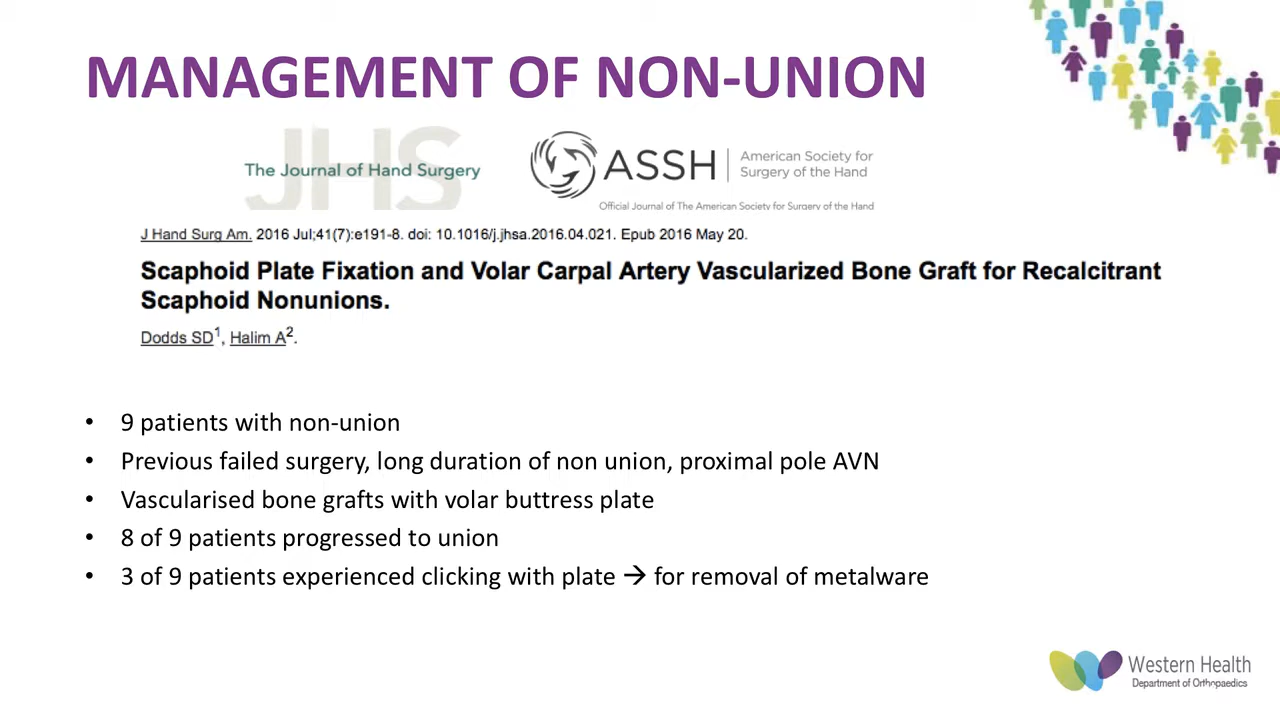 MANAGEMENT OF NON-UNION
JHS
The Journal of Hand Surgery
ASSH
American Society for
Surgery of the Hand
Official Journal of The American Society for Surgery of the Hand
J Hand Surg Am. 2016 Jul;41(7):e191-8. doi: 10.1016/j.jhsa.2016.04.021. Epub 2016 May 20.
Scaphoid Plate Fixation and Volar Carpal Artery Vascularized Bone Graft for Recalcitrant
Scaphoid Nonunions.
Dodds SD1, Halim A2.
• 9 patients with non-union
• Previous failed surgery, long duration of non union, proximal pole AVN
• Vascularised bone grafts with volar buttress plate
• 8 of 9 patients progressed to union
• 3 of 9 patients experienced clicking with plate → for removal of metalware
Western Health
Department of Orthopaedics